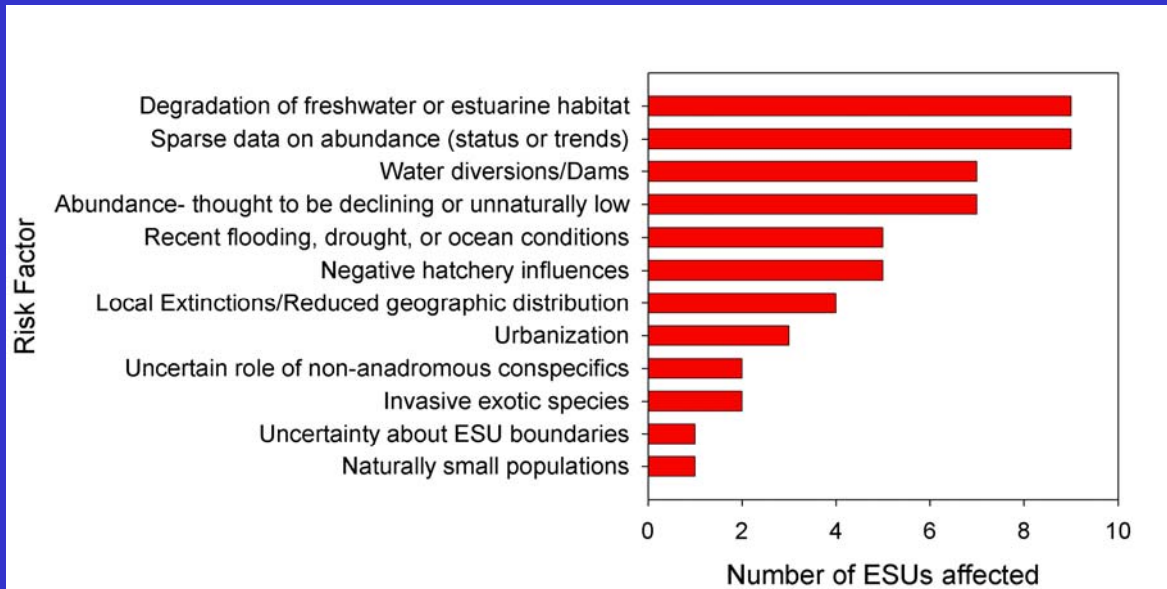 Risk Factor
Degradation of freshwater or estuarine habitat
Sparse data on abundance (status or trends)
Water diversions/Dams
Abundance- thought to be declining or unnaturally low
Recent flooding, drought, or ocean conditions
Negative hatchery influences
Local Extinctions/Reduced geographic distribution
Urbanization
Uncertain role of non-anadromous conspecifics
Invasive exotic species
Uncertainty about ESU boundaries
Naturally small populations
0 2 4 6 8 10
Number of ESUs affected